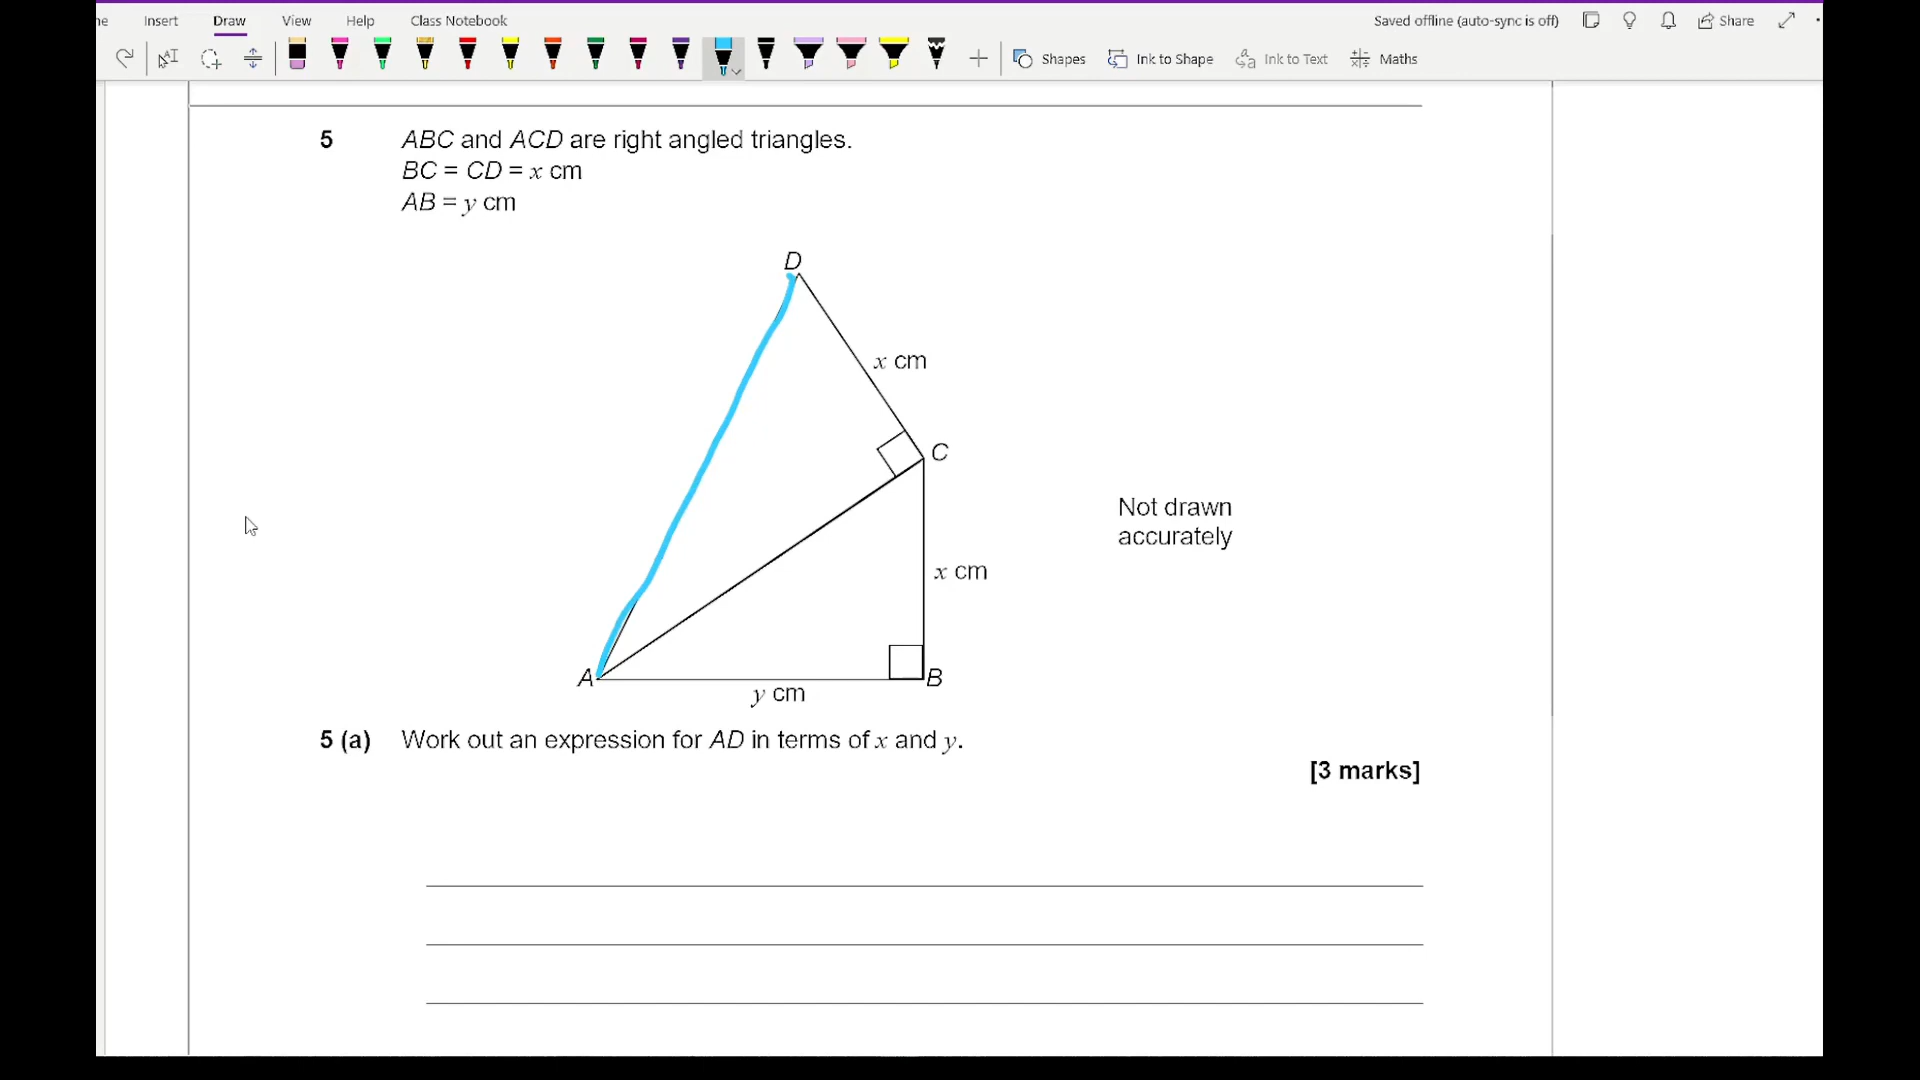 Insert Draw View Help Class Notebook Saved offline (auto-sync is off) Share
Shapes Ink to Shape Ink to Text Maths
5 ABC and ACD are right angled triangles.
BC = CD = x cm
AB = y cm
D
x cm
C
Not drawn
accurately
x cm
A
B
y cm
5 (a) Work out an expression for AD in terms of x and y.
[3 marks]